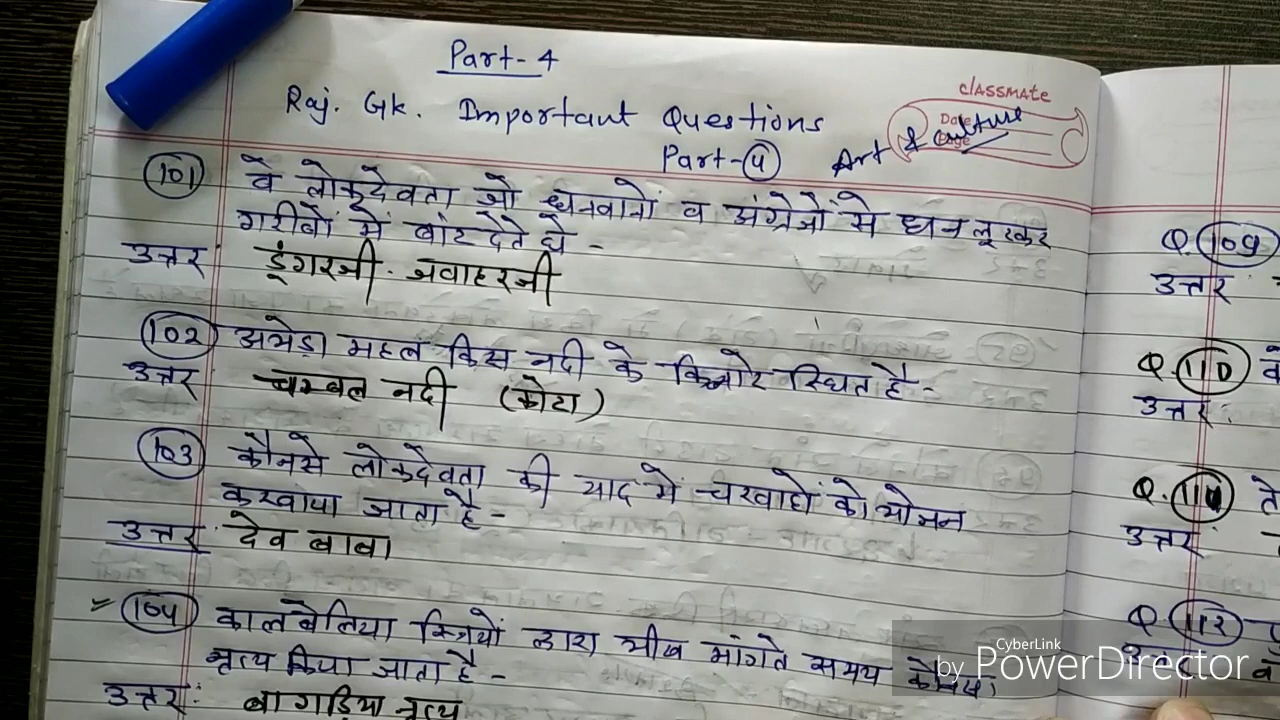 Part-4
Raj. Gk. Important Questions
Part-4 Art & Culture
classmate
Date
Page
101 वे लोकदेवता जो धनवानों व अंग्रेजों से धन लूटकर
गरीबों में बांट देते थे -
उत्तर डूंगरजी - जवाहरजी
102 अभेड़ा महल किस नदी के किनारे स्थित है -
उत्तर चम्बल नदी (कोटा)
103 कौनसे लोकदेवता की याद में चरवाहों को भोजन
करवाया जाता है -
उत्तर: देव बाबा
104 कालबेलिया स्त्रियों द्वारा भीख मांगते समय कौनसा
नृत्य किया जाता है -
उत्तर: बागड़िया नृत्य
Q. 109
उत्तर
Q. 110
उत्तर:
Q. 111 ते
उत्तर
Q. 112
CyberLink
by PowerDirector